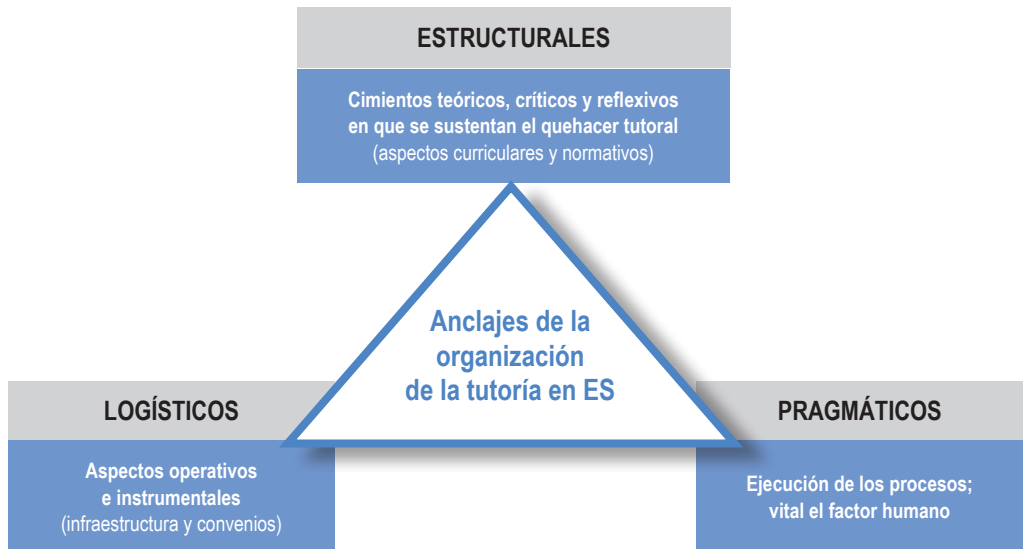 ESTRUCTURALES
Cimientos teóricos, críticos y reflexivos
en que se sustentan el quehacer tutoral
(aspectos curriculares y normativos)
Anclajes de la
organización
de la tutoría en ES
LOGÍSTICOS
Aspectos operativos
e instrumentales
(infraestructura y convenios)
PRAGMÁTICOS
Ejecución de los procesos;
vital el factor humano